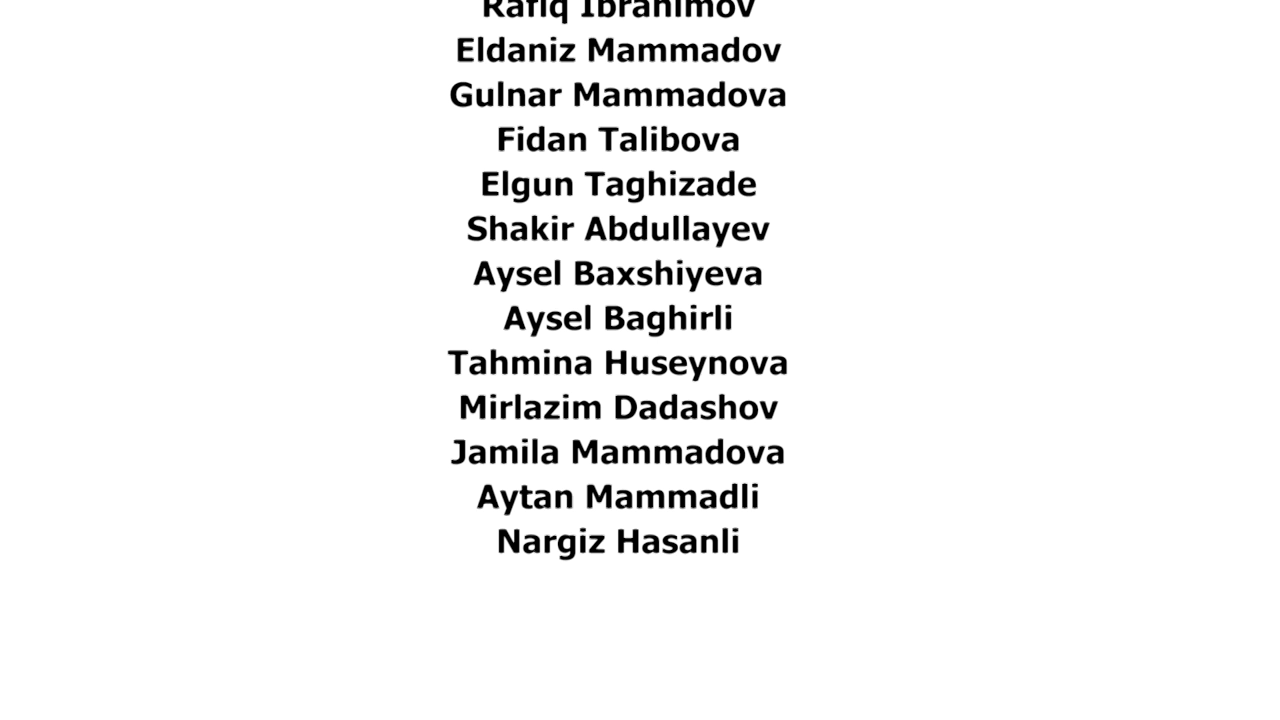 Rafiq Ibrahimov
Eldaniz Mammadov
Gulnar Mammadova
Fidan Talibova
Elgun Taghizade
Shakir Abdullayev
Aysel Baxshiyeva
Aysel Baghirli
Tahmina Huseynova
Mirlazim Dadashov
Jamila Mammadova
Aytan Mammadli
Nargiz Hasanli